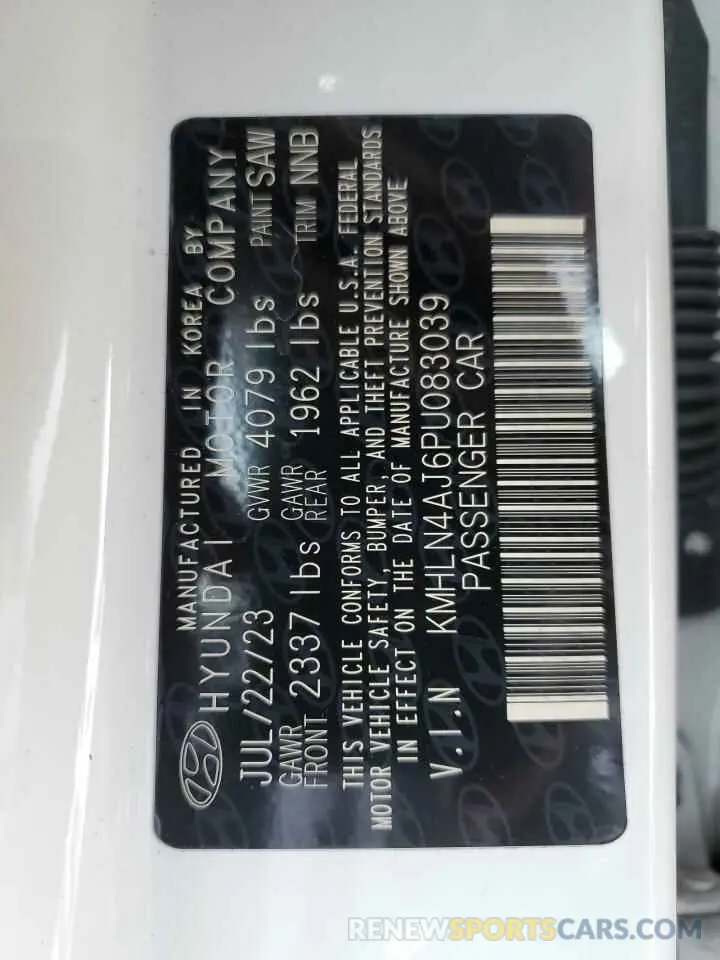 MANUFACTURED IN KOREA BY
HYUNDAI MOTOR COMPANY
JUL/22/23 GVWR 4079 lbs PAINT SAW
GAWR FRONT 2337 lbs GAWR REAR 1962 lbs TRIM NNB
THIS VEHICLE CONFORMS TO ALL APPLICABLE U.S.A. FEDERAL
MOTOR VEHICLE SAFETY, BUMPER, AND THEFT PREVENTION STANDARDS
IN EFFECT ON THE DATE OF MANUFACTURE SHOWN ABOVE
V.I.N KMHLN4AJ6PU083039
PASSENGER CAR
RENEWSPORTSCARS.COM